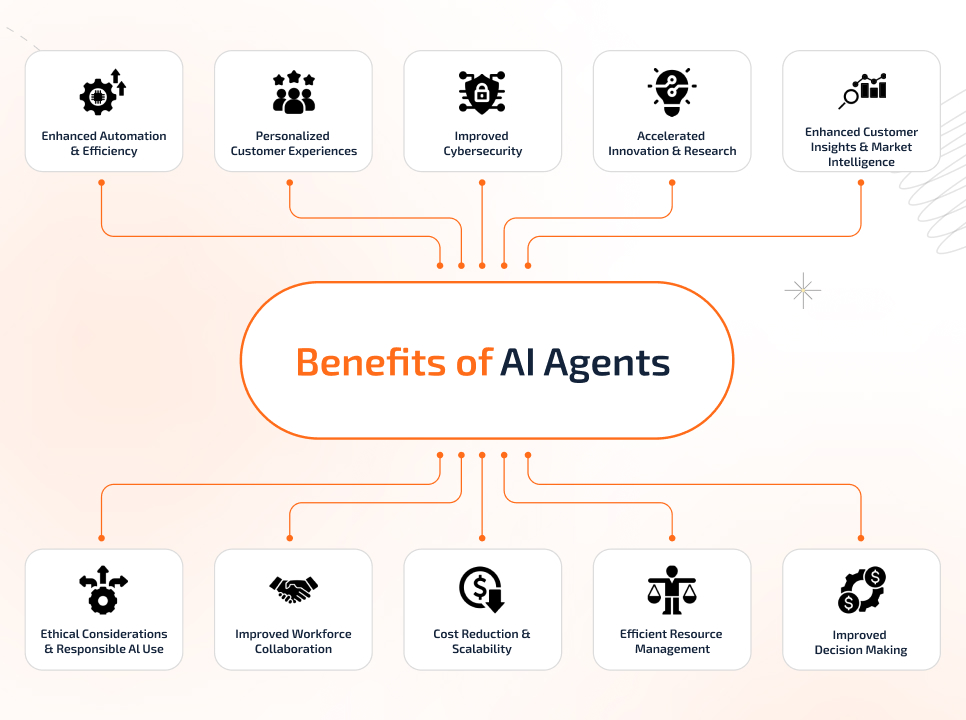 Enhanced Automation
& Efficiency
Personalized
Customer Experiences
Improved
Cybersecurity
Accelerated
Innovation & Research
Enhanced Customer
Insights & Market
Intelligence
Benefits of AI Agents
Ethical Considerations
& Responsible AI Use
Improved Workforce
Collaboration
Cost Reduction &
Scalability
Efficient Resource
Management
Improved
Decision Making